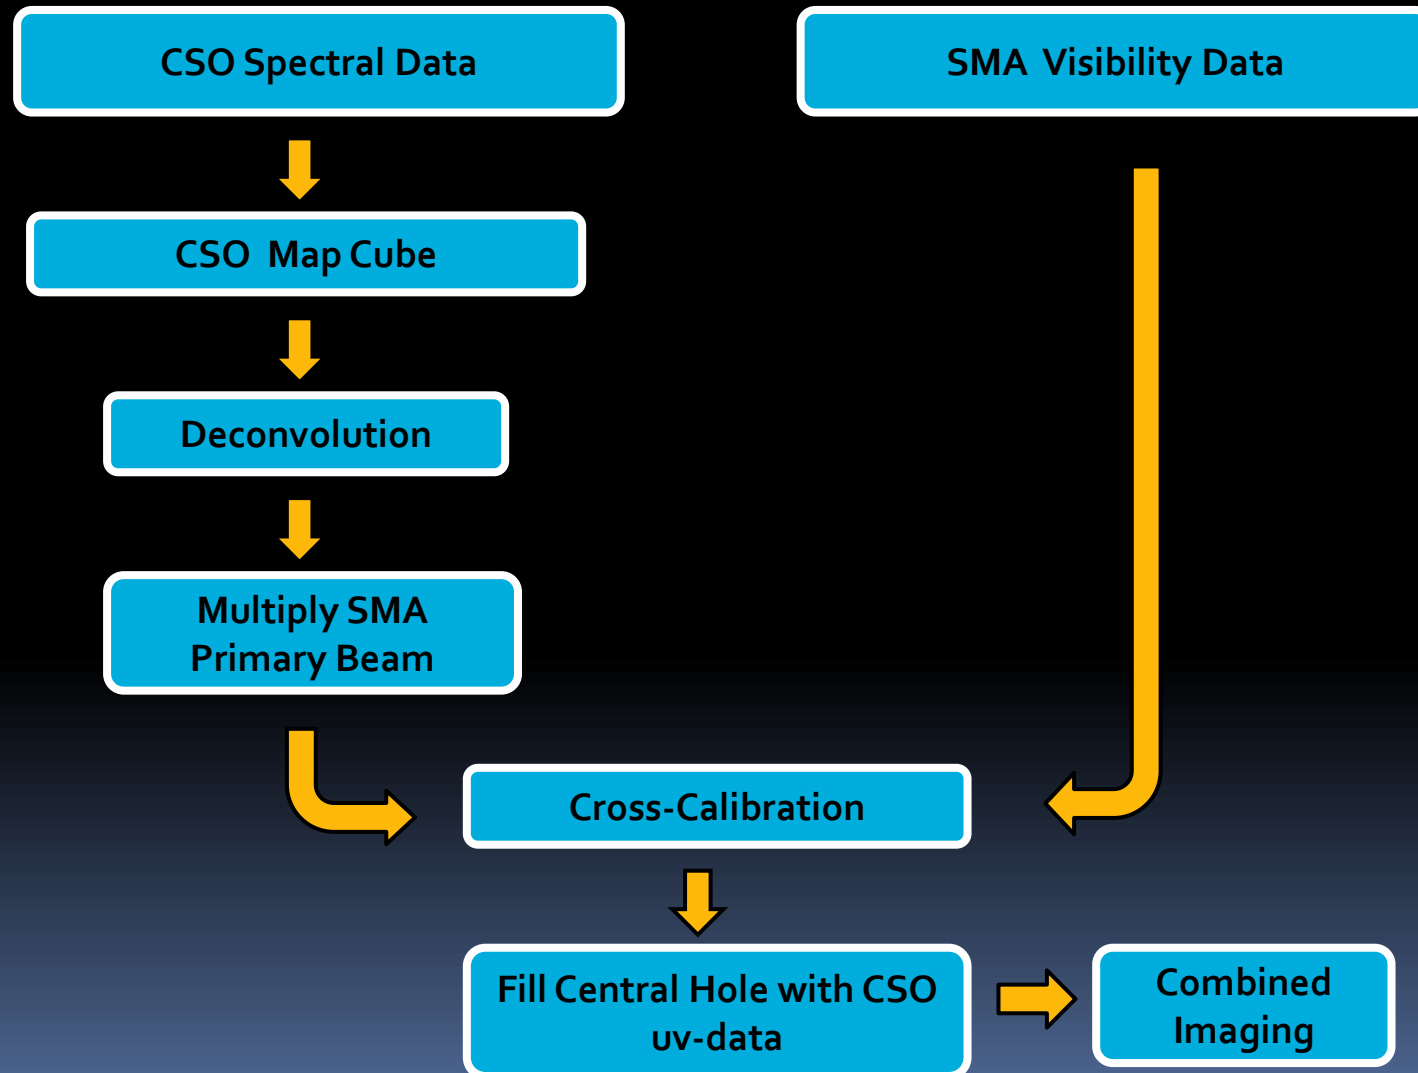 CSO Spectral Data
SMA Visibility Data
CSO Map Cube
Deconvolution
Multiply SMA
Primary Beam
Cross-Calibration
Fill Central Hole with CSO
uv-data
Combined
Imaging